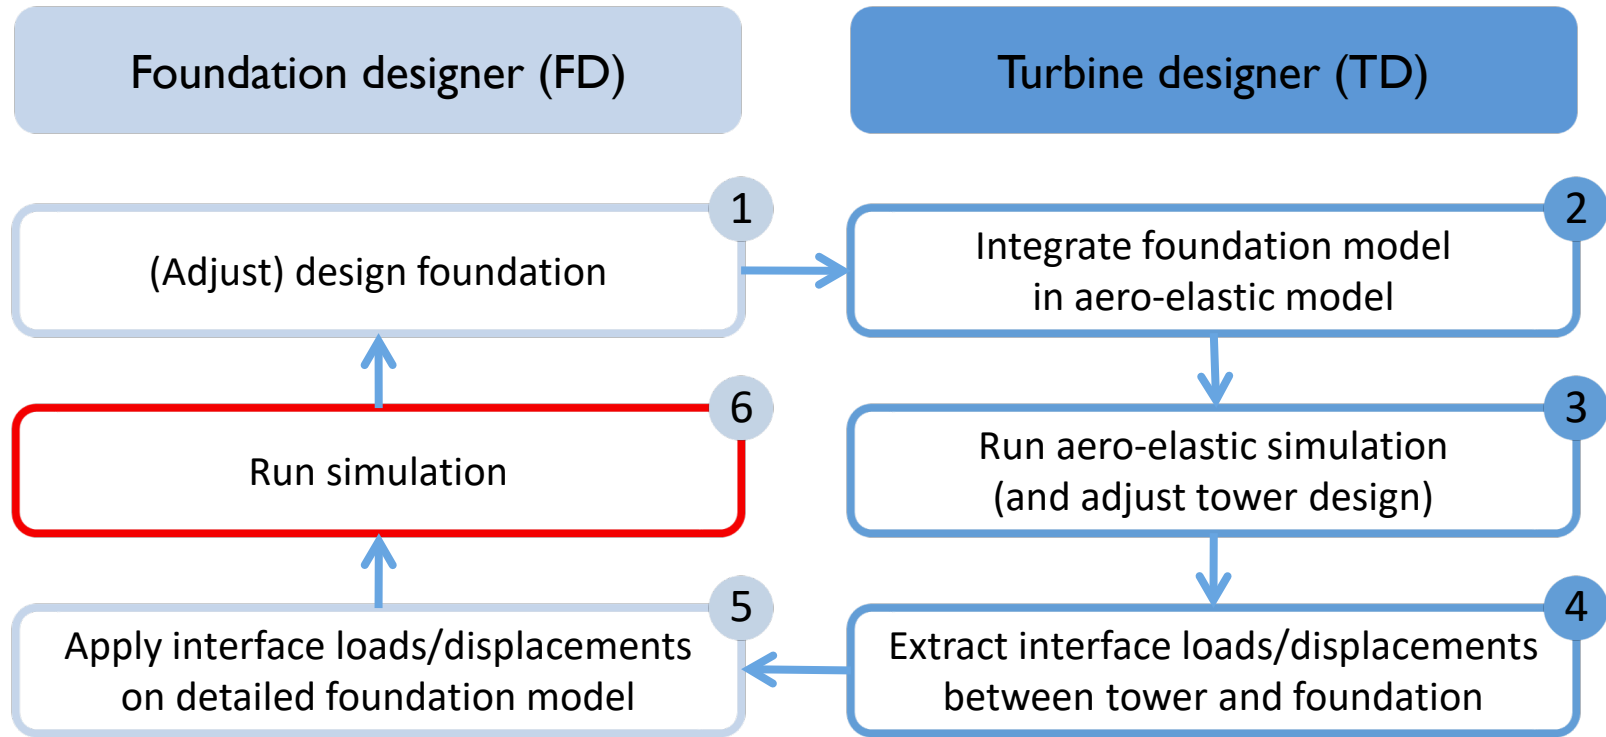 Foundation designer (FD)
Turbine designer (TD)
1
(Adjust) design foundation
2
Integrate foundation model
in aero-elastic model
6
Run simulation
3
Run aero-elastic simulation
(and adjust tower design)
5
Apply interface loads/displacements
on detailed foundation model
4
Extract interface loads/displacements
between tower and foundation